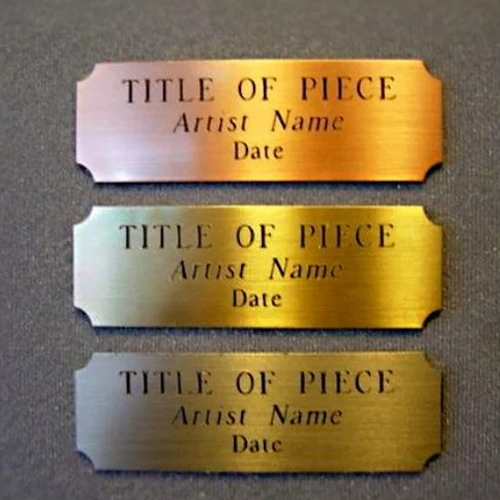 TITLE OF PIECE
Artist Name
Date
TITLE OF PIECE
Artist Name
Date
TITLE OF PIECE
Artist Name
Date